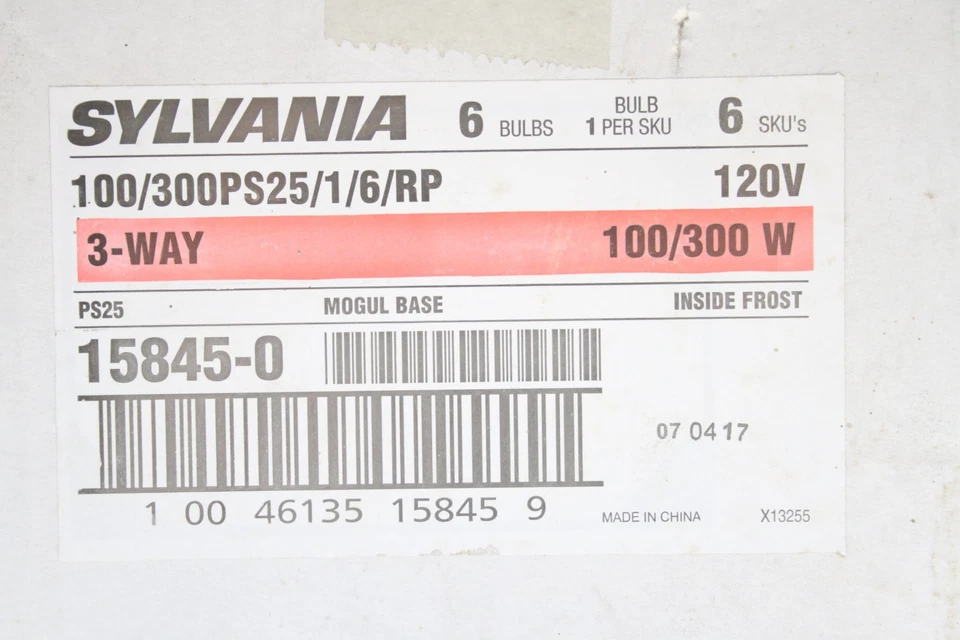 SYLVANIA 6 BULBS BULB 1 PER SKU 6 SKU's
100/300PS25/1/6/RP 120V
3-WAY 100/300 W
PS25 MOGUL BASE INSIDE FROST
15845-0
07 04 17
1 00 46135 15845 9 MADE IN CHINA X13255